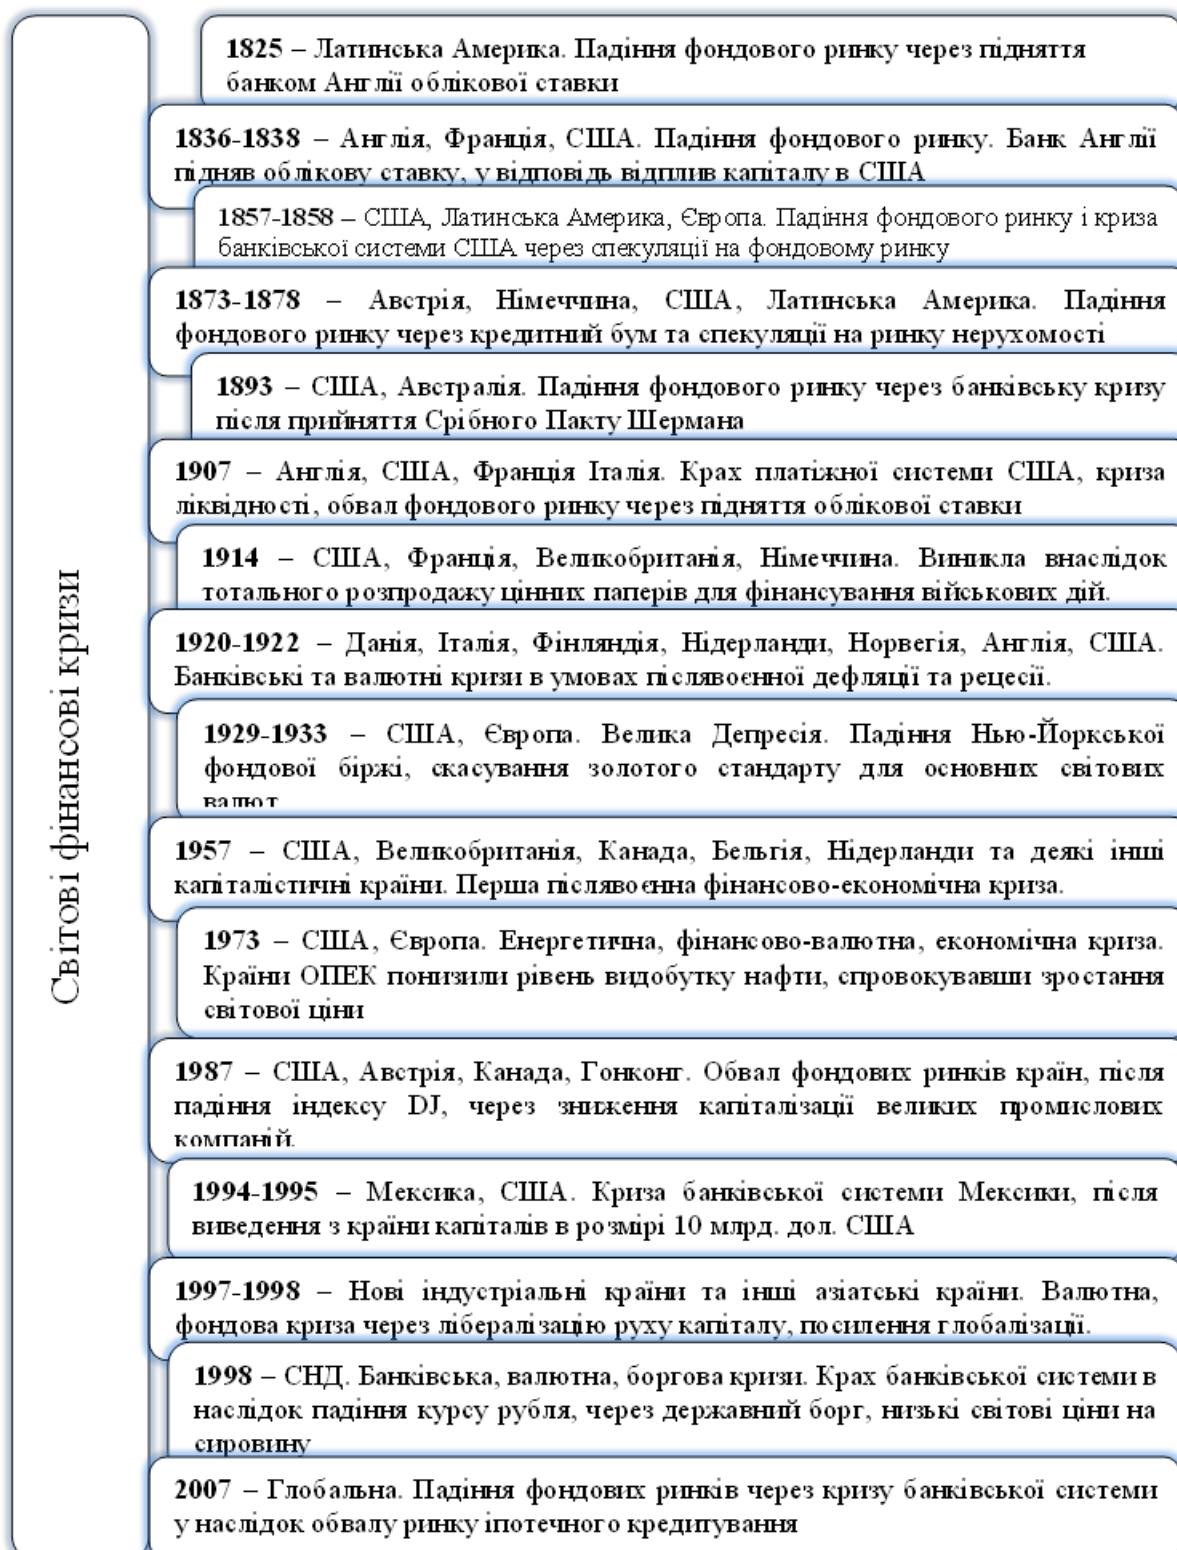 Світові фінансові кризи
1825 – Латинська Америка. Падіння фондового ринку через підняття
банком Англії облікової ставки
1836-1838 – Англія, Франція, США. Падіння фондового ринку. Банк Англії
підняв облікову ставку, у відповідь відплив капіталу в США
1857-1858 – США, Латинська Америка, Європа. Падіння фондового ринку і криза
банківської системи США через спекуляції на фондовому ринку
1873-1878 – Австрія, Німеччина, США, Латинська Америка. Падіння
фондового ринку через кредитний бум та спекуляції на ринку нерухомості
1893 – США, Австралія. Падіння фондового ринку через банківську кризу
після прийняття Срібного Пакту Шермана
1907 – Англія, США, Франція Італія. Крах платіжної системи США, криза
ліквідності, обвал фондового ринку через підняття облікової ставки
1914 – США, Франція, Великобританія, Німеччина. Виникла внаслідок
тотального розпродажу цінних паперів для фінансування військових дій.
1920-1922 – Данія, Італія, Фінляндія, Нідерланди, Норвегія, Англія, США.
Банківські та валютні кризи в умовах післявоєнної дефляції та рецесії.
1929-1933 – США, Європа. Велика Депресія. Падіння Нью-Йоркської
фондової біржі, скасування золотого стандарту для основних світових
валют
1957 – США, Великобританія, Канада, Бельгія, Нідерланди та деякі інші
капіталістичні країни. Перша післявоєнна фінансово-економічна криза.
1973 – США, Європа. Енергетична, фінансово-валютна, економічна криза.
Країни ОПЕК понизили рівень видобутку нафти, спровокувавши зростання
світової ціни
1987 – США, Австрія, Канада, Гонконг. Обвал фондових ринків країн, після
падіння індексу DJ, через зниження капіталізації великих промислових
компаній.
1994-1995 – Мексика, США. Криза банківської системи Мексики, після
виведення з країни капіталів в розмірі 10 млрд. дол. США
1997-1998 – Нові індустріальні країни та інші азіатські країни. Валютна,
фондова криза через лібералізацію руху капіталу, посилення глобалізації.
1998 – СНД. Банківська, валютна, боргова кризи. Крах банківської системи в
наслідок падіння курсу рубля, через державний борг, низькі світові ціни на
сировину
2007 – Глобальна. Падіння фондових ринків через кризу банківської системи
у наслідок обвалу ринку іпотечного кредитування